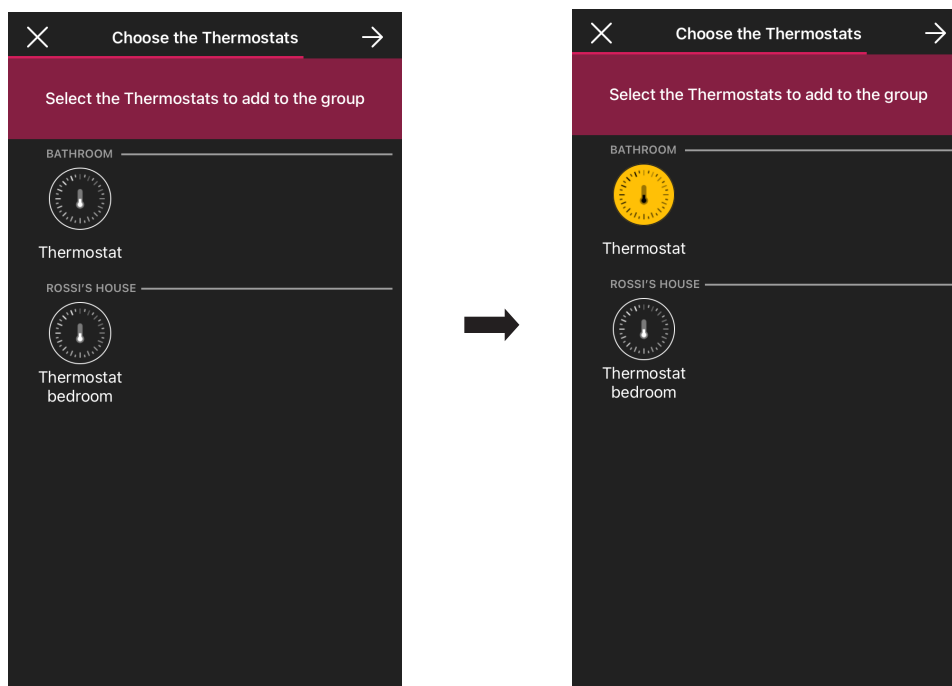 Choose the Thermostats
Select the Thermostats to add to the group
BATHROOM
Thermostat
ROSSI'S HOUSE
Thermostat
bedroom
Choose the Thermostats
Select the Thermostats to add to the group
BATHROOM
Thermostat
ROSSI'S HOUSE
Thermostat
bedroom